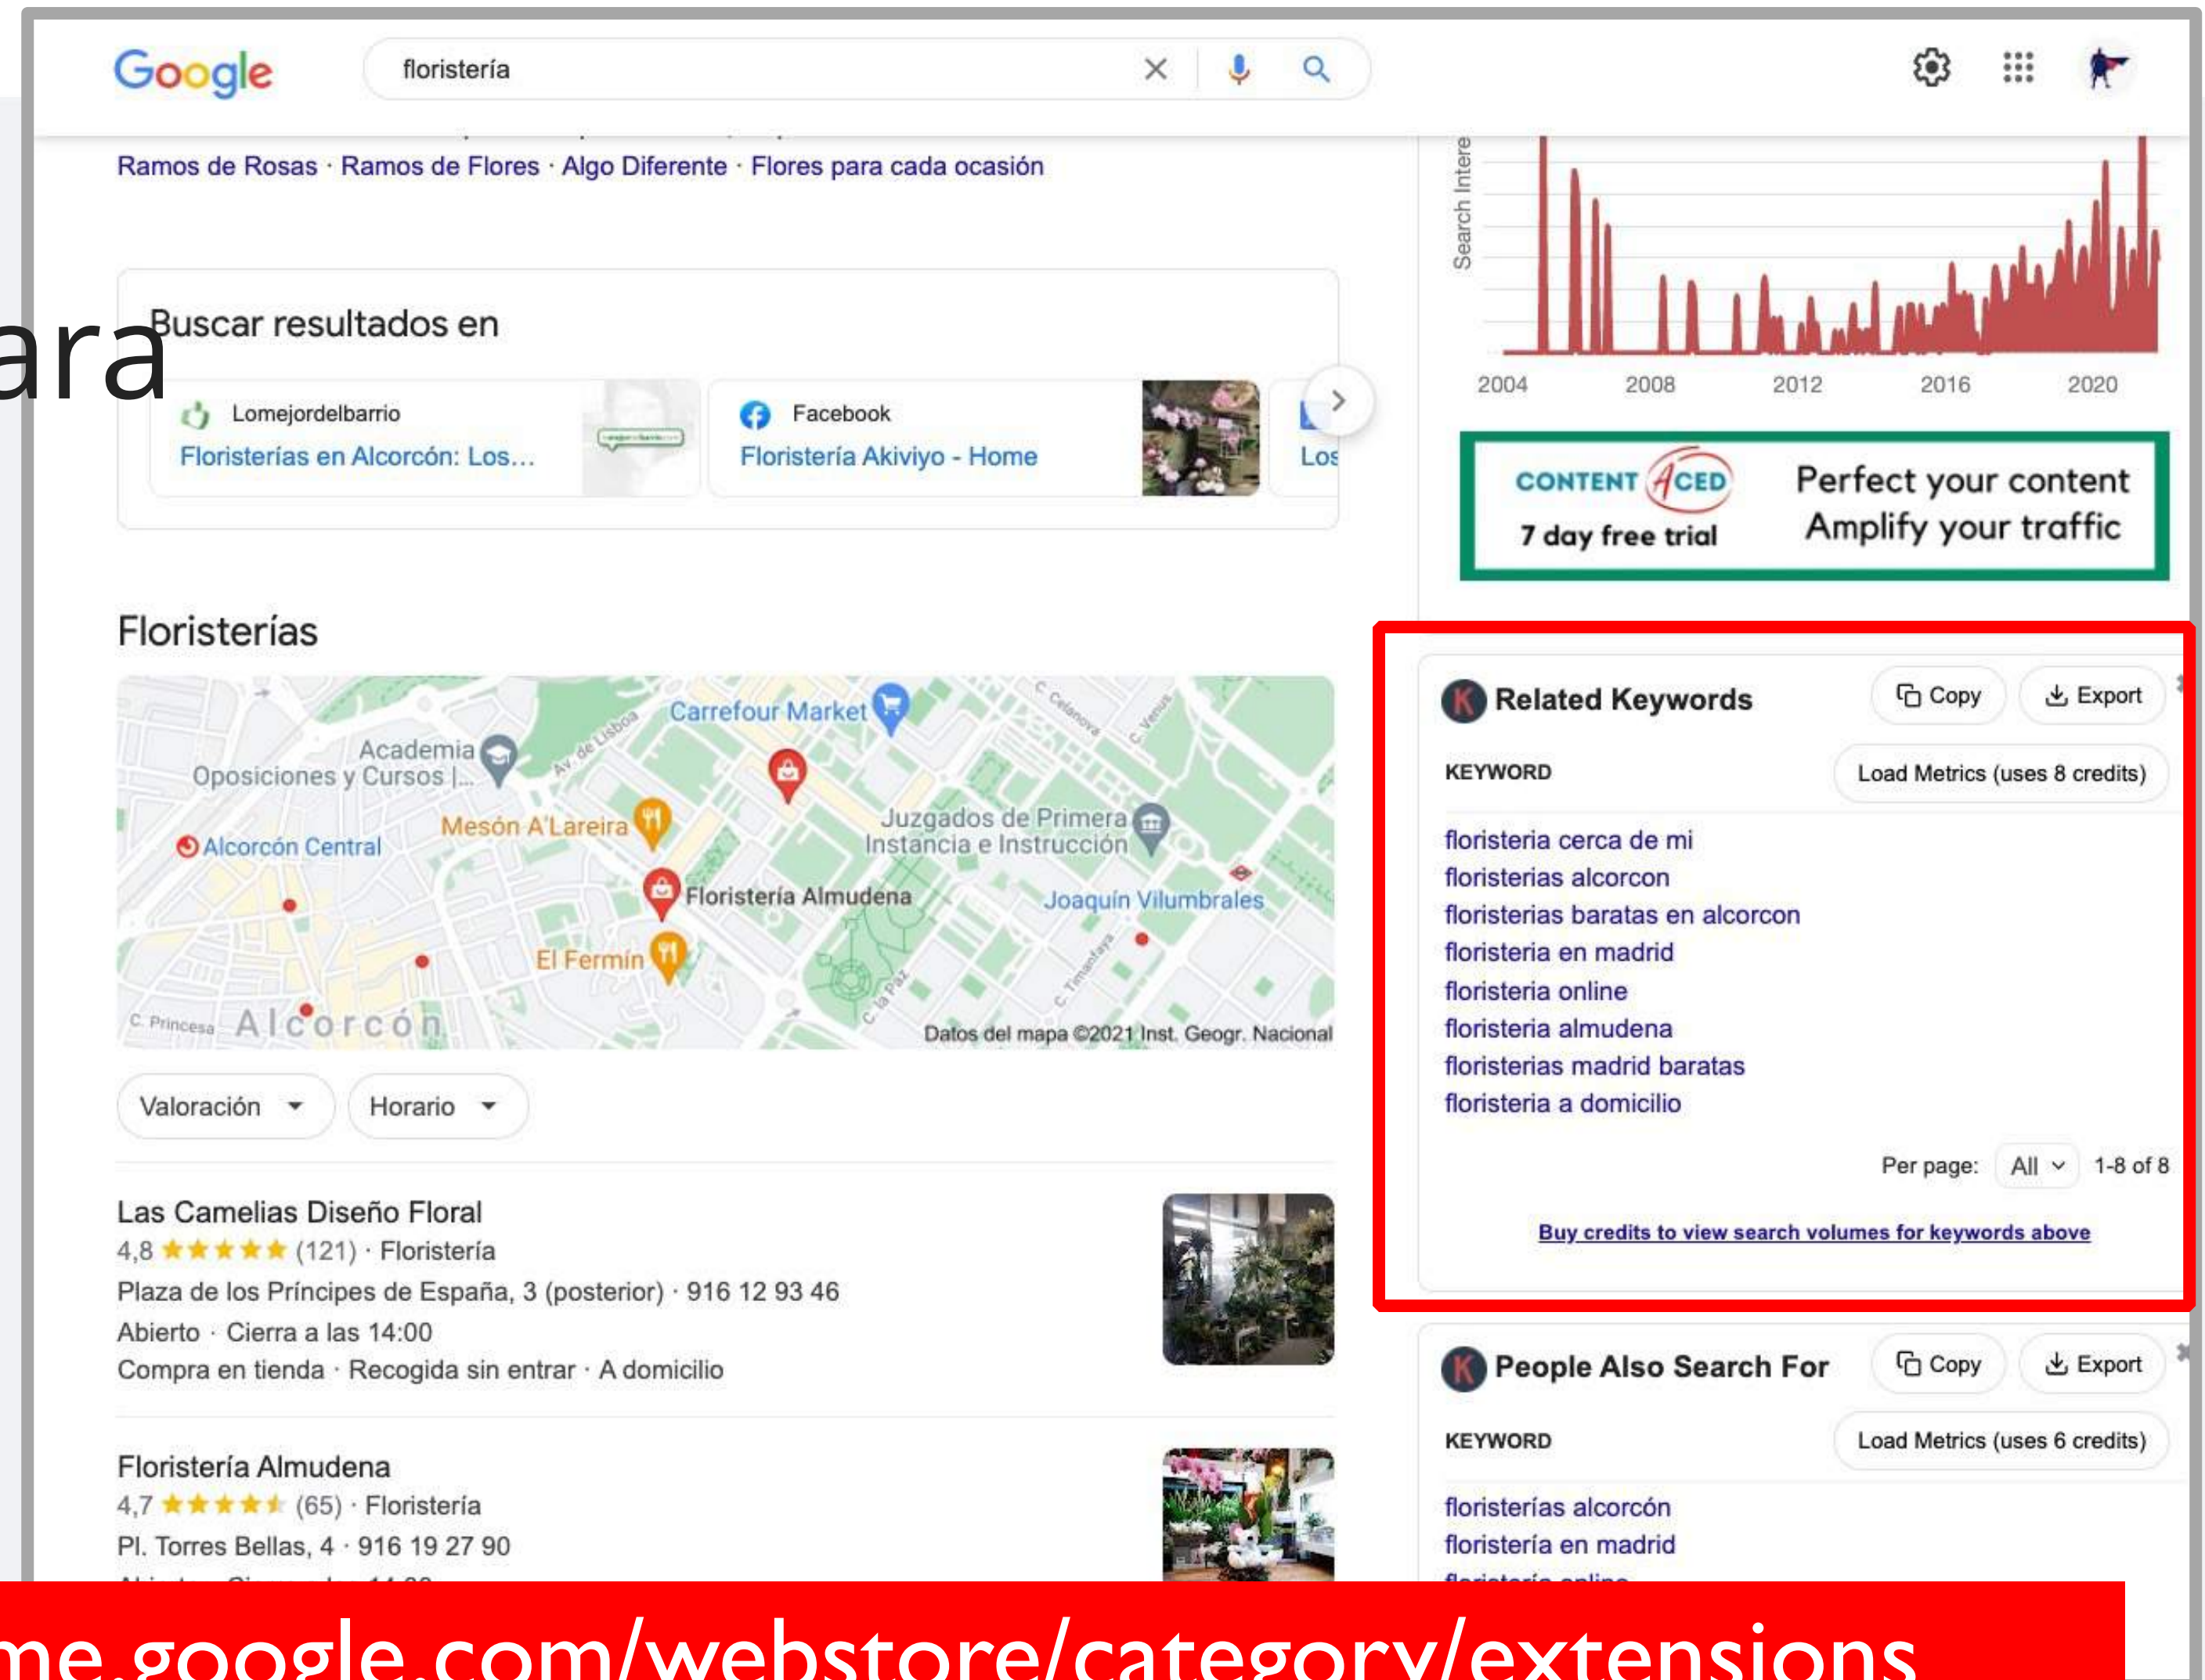 Google
floristería
Ramos de Rosas · Ramos de Flores · Algo Diferente · Flores para cada ocasión
ara
Buscar resultados en
Lomejordelbarrio
Floristerías en Alcorcón: Los...
Facebook
Floristería Akiviyo - Home
Los
Floristerías
Carrefour Market
C. Celanova
C. Venus
Av. de Lisboa
Academia
Oposiciones y Cursos |...
Mesón A'Lareira
Juzgados de Primera
Instancia e Instrucción
Alcorcón Central
Floristería Almudena
Joaquín Vilumbrales
El Fermín
C. Timanfaya
C. la Paz
C. Princesa
Alcorcón
Datos del mapa ©2021 Inst. Geogr. Nacional
Valoración
Horario
Las Camelias Diseño Floral
4,8 (121) · Floristería
Plaza de los Príncipes de España, 3 (posterior) · 916 12 93 46
Abierto · Cierra a las 14:00
Compra en tienda · Recogida sin entrar · A domicilio
Floristería Almudena
4,7 (65) · Floristería
Pl. Torres Bellas, 4 · 916 19 27 90
Search Intere
2004 2008 2012 2016 2020
CONTENT ACED
7 day free trial
Perfect your content
Amplify your traffic
K Related Keywords
Copy
Export
KEYWORD
Load Metrics (uses 8 credits)
floristeria cerca de mi
floristerias alcorcon
floristerias baratas en alcorcon
floristeria en madrid
floristeria online
floristeria almudena
floristerias madrid baratas
floristeria a domicilio
Per page: All 1-8 of 8
Buy credits to view search volumes for keywords above
K People Also Search For
Copy
Export
KEYWORD
Load Metrics (uses 6 credits)
floristerías alcorcón
floristería en madrid
me.google.com/webstore/category/extensions